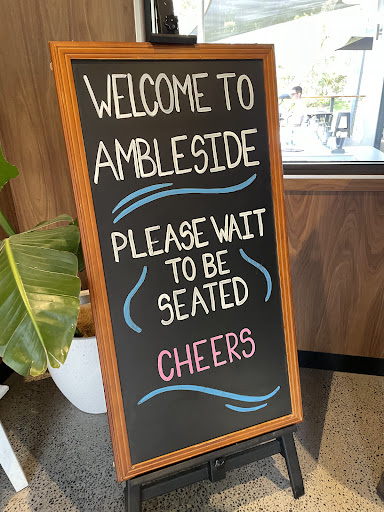 WELCOME TO
AMBLESIDE
PLEASE WAIT
TO BE
SEATED
CHEERS